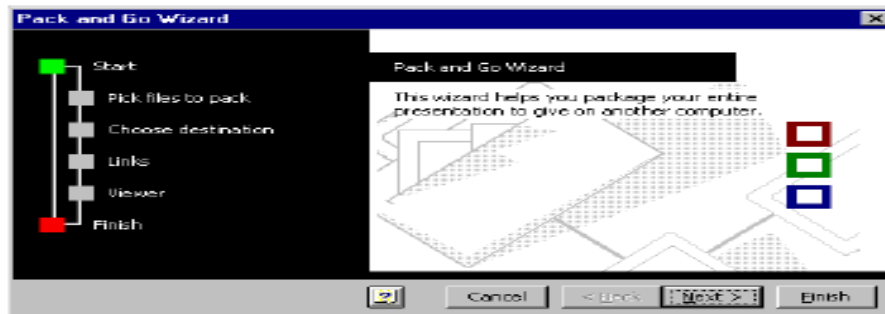 Pack and Go Wizard
Start
Pick files to pack
Choose destination
Links
Viewer
Finish
Pack and Go Wizard
This wizard helps you package your entire
presentation to give on another computer.
Cancel
< Back
Next >
Finish